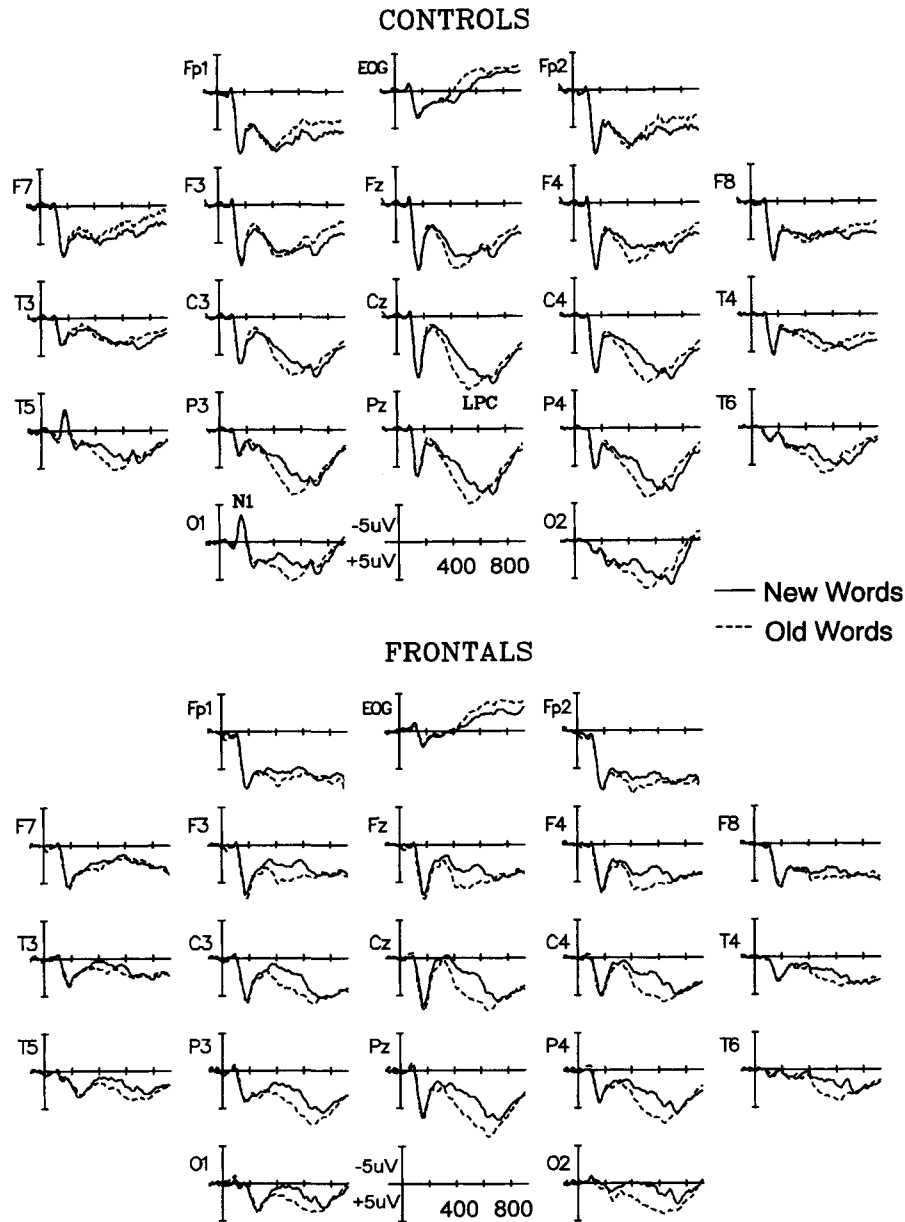 CONTROLS
Fp1 EOG Fp2
F7 F3 Fz F4 F8
T3 C3 Cz C4 T4
LPC
T5 P3 Pz P4 T6
N1
O1 -5uV O2
+5uV 400 800
New Words
Old Words
FRONTALS
Fp1 EOG Fp2
F7 F3 Fz F4 F8
T3 C3 Cz C4 T4
T5 P3 Pz P4 T6
O1 -5uV O2
+5uV 400 800